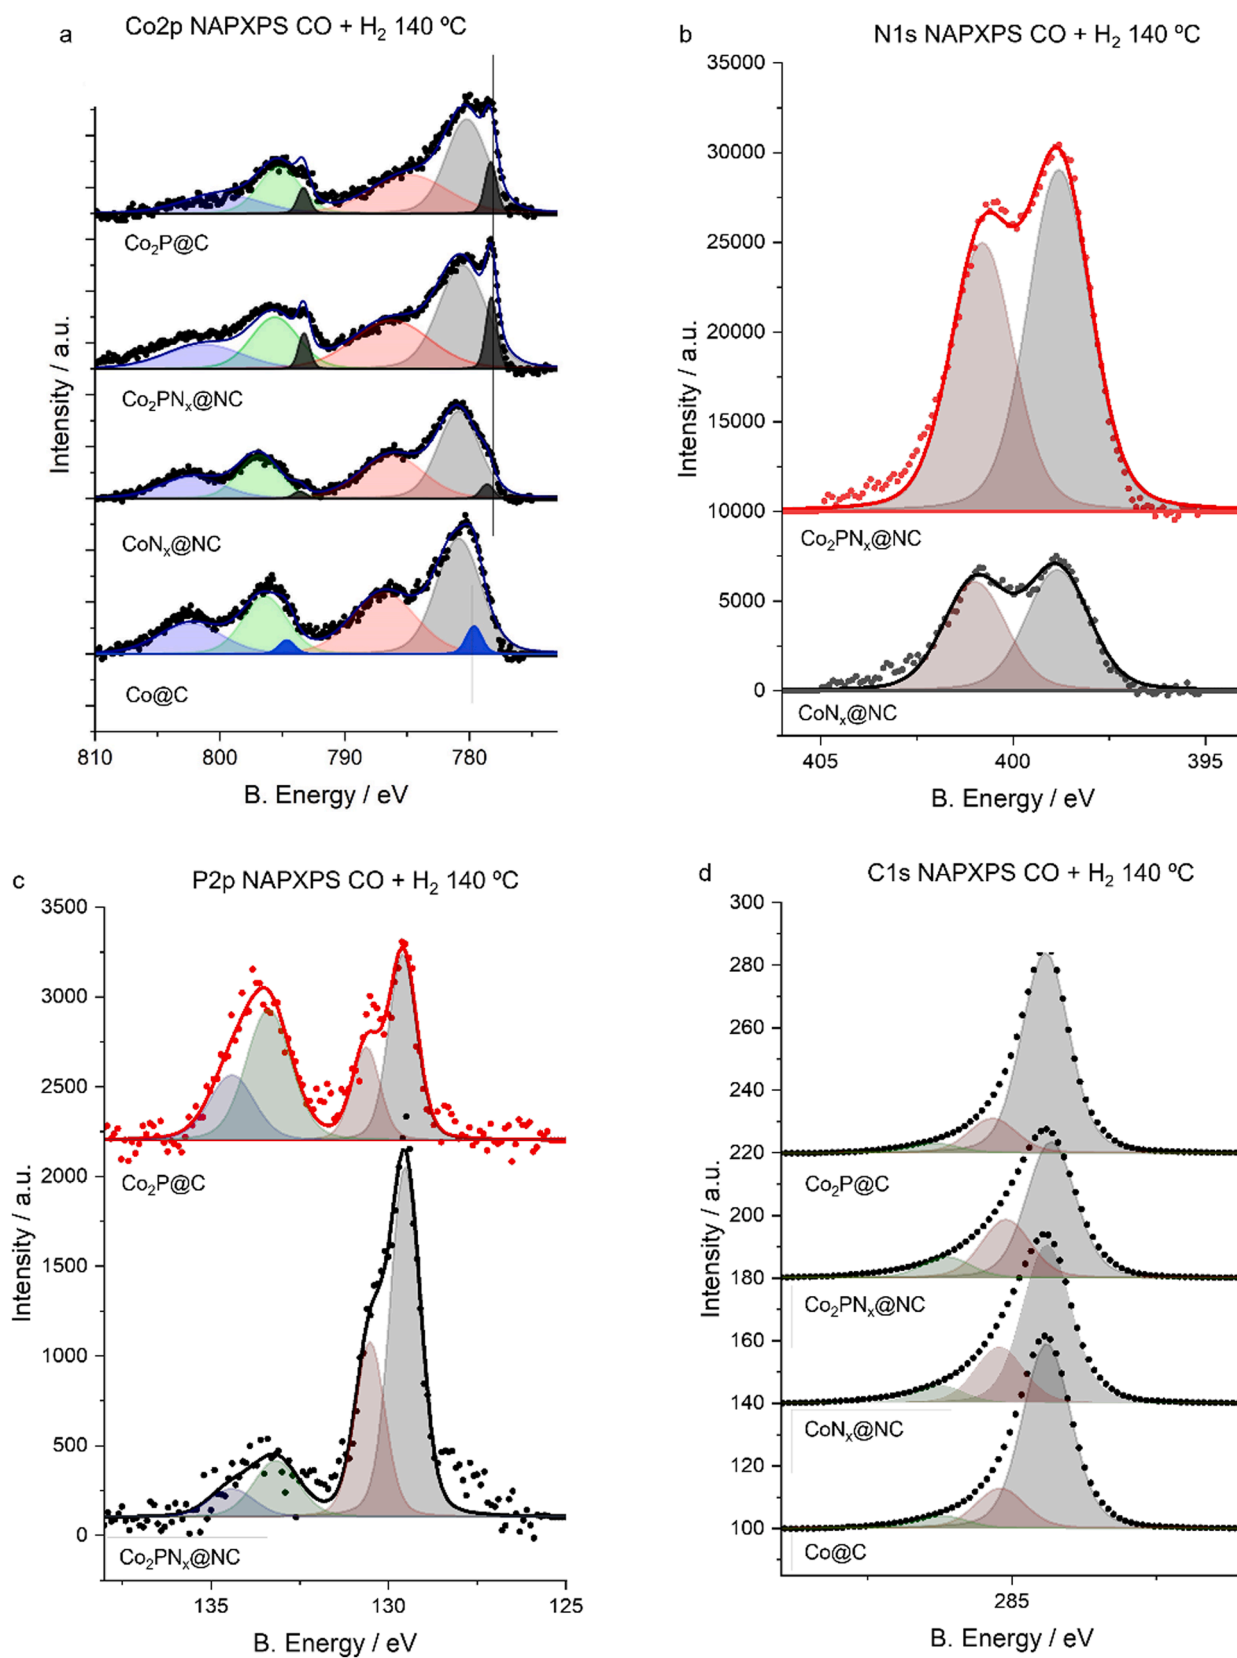 a
Co2p NAPXPS CO + H₂ 140 ºC
Intensity / a.u.
Co₂P@C
Co₂PNₓ@NC
CoNₓ@NC
Co@C
810 800 790 780
B. Energy / eV
b
N1s NAPXPS CO + H₂ 140 ºC
Intensity / a.u.
35000
30000
25000
20000
15000
10000
5000
0
Co₂PNₓ@NC
CoNₓ@NC
405 400 395
B. Energy / eV
c
P2p NAPXPS CO + H₂ 140 ºC
Intensity / a.u.
3500
3000
2500
2000
1500
1000
500
0
Co₂P@C
Co₂PNₓ@NC
135 130 125
B. Energy / eV
d
C1s NAPXPS CO + H₂ 140 ºC
Intensity / a.u.
300
280
260
240
220
200
180
160
140
120
100
Co₂P@C
Co₂PNₓ@NC
CoNₓ@NC
Co@C
285
B. Energy / eV